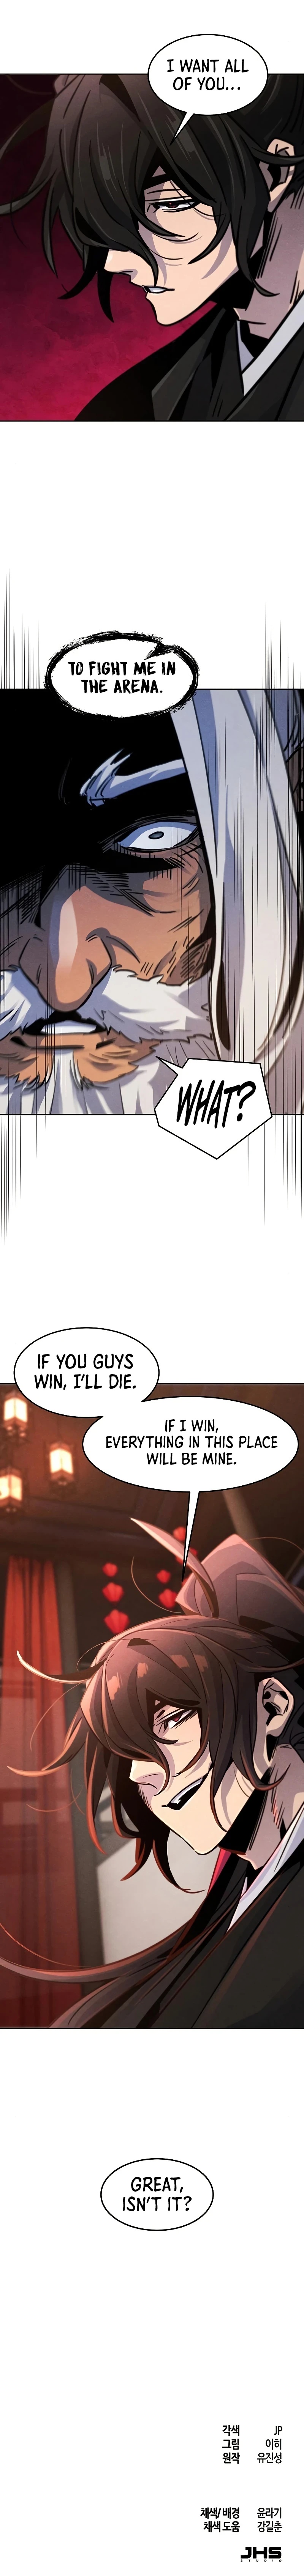 I WANT ALL
OF YOU...
TO FIGHT ME IN
THE ARENA.
WHAT?
IF YOU GUYS
WIN, I'LL DIE.
IF I WIN,
EVERYTHING IN THIS PLACE
WILL BE MINE.
GREAT,
ISN'T IT?
각색 JP
그림 이히
원작 유진성
채색/배경 윤라기
채색 도움 강길춘
JHS
STUDIO